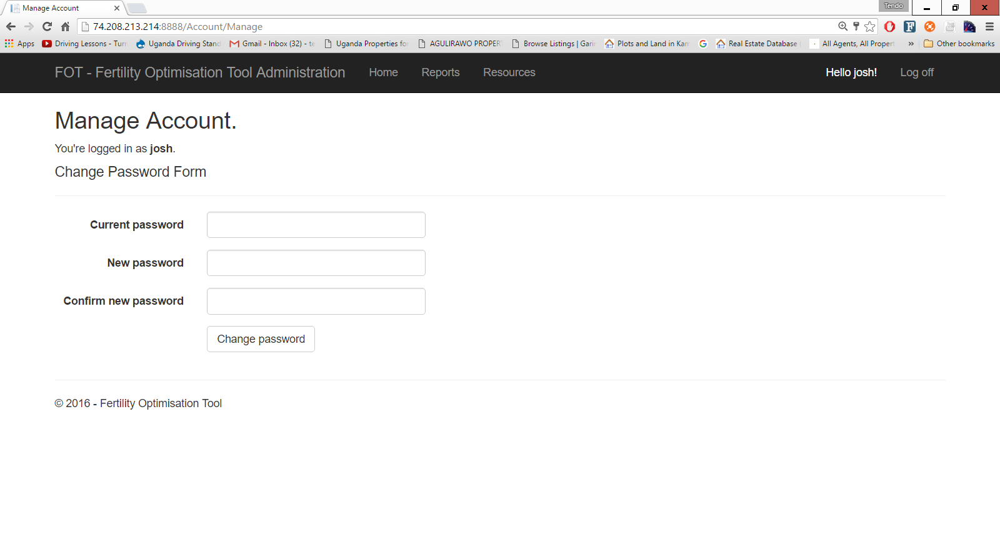 Manage Account
Tendo
74.208.213.214:8888/Account/Manage
Apps Driving Lessons - Turn Uganda Driving Stand Gmail - Inbox (32) - te Uganda Properties for AGULIRAWO PROPERT Browse Listings | Gari Plots and Land in Kam Real Estate Database ( All Agents, All Propert » Other bookmarks
FOT - Fertility Optimisation Tool Administration Home Reports Resources Hello josh! Log off
Manage Account.
You're logged in as josh.
Change Password Form
Current password
New password
Confirm new password
Change password
© 2016 - Fertility Optimisation Tool